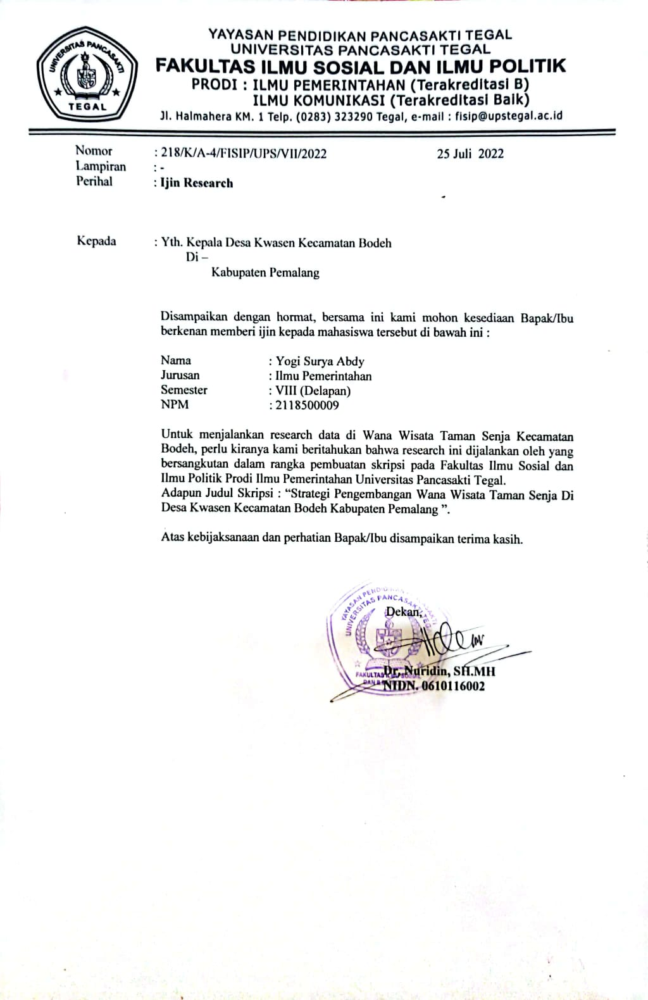 UNIVERSITAS PANCASAKTI
TEGAL
YAYASAN PENDIDIKAN PANCASAKTI TEGAL
UNIVERSITAS PANCASAKTI TEGAL
FAKULTAS ILMU SOSIAL DAN ILMU POLITIK
PRODI : ILMU PEMERINTAHAN (Terakreditasi B)
ILMU KOMUNIKASI (Terakreditasi Baik)
Jl. Halmahera KM. 1 Telp. (0283) 323290 Tegal, e-mail : fisip@upstegal.ac.id
Nomor : 218/K/A-4/FISIP/UPS/VII/2022 25 Juli 2022
Lampiran : -
Perihal : Ijin Research
Kepada : Yth. Kepala Desa Kwasen Kecamatan Bodeh
Di –
Kabupaten Pemalang
Disampaikan dengan hormat, bersama ini kami mohon kesediaan Bapak/Ibu
berkenan memberi ijin kepada mahasiswa tersebut di bawah ini :
Nama : Yogi Surya Abdy
Jurusan : Ilmu Pemerintahan
Semester : VIII (Delapan)
NPM : 2118500009
Untuk menjalankan research data di Wana Wisata Taman Senja Kecamatan
Bodeh, perlu kiranya kami beritahukan bahwa research ini dijalankan oleh yang
bersangkutan dalam rangka pembuatan skripsi pada Fakultas Ilmu Sosial dan
Ilmu Politik Prodi Ilmu Pemerintahan Universitas Pancasakti Tegal.
Adapun Judul Skripsi : “Strategi Pengembangan Wana Wisata Taman Senja Di
Desa Kwasen Kecamatan Bodeh Kabupaten Pemalang ”.
Atas kebijaksanaan dan perhatian Bapak/Ibu disampaikan terima kasih.
YAYASAN PENDIDIKAN
UNIVERSITAS PANCASAKTI TEGAL
Dekan,
FAKULTAS
Dr. Nuridin, SH.MH
NIDN. 0610116002